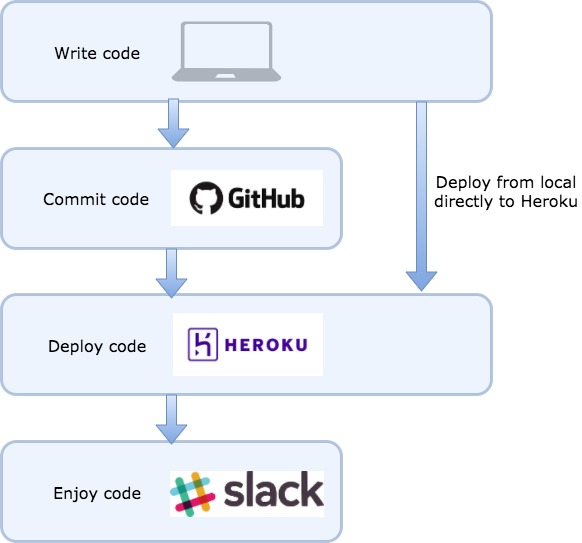 Write code
Commit code
GitHub
Deploy from local
directly to Heroku
Deploy code
HEROKU
Enjoy code
slack